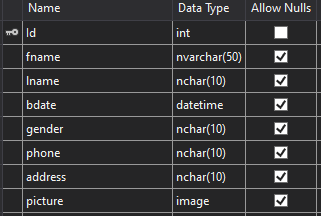 Name Data Type Allow Nulls
Id int
fname nvarchar(50)
lname nchar(10)
bdate datetime
gender nchar(10)
phone nchar(10)
address nchar(10)
picture image